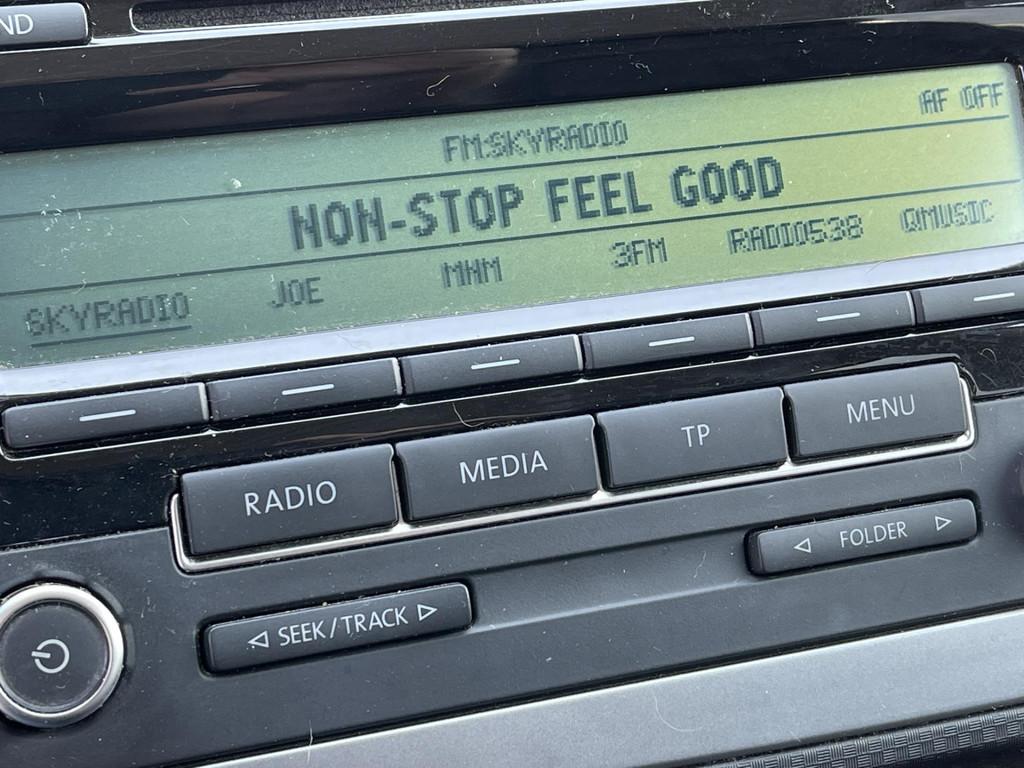 ND
AF OFF
FM:SKYRADIO
NON-STOP FEEL GOOD
SKYRADIO JOE MNM 3FM RADIO538 QMUSIC
RADIO MEDIA TP MENU
SEEK/TRACK FOLDER